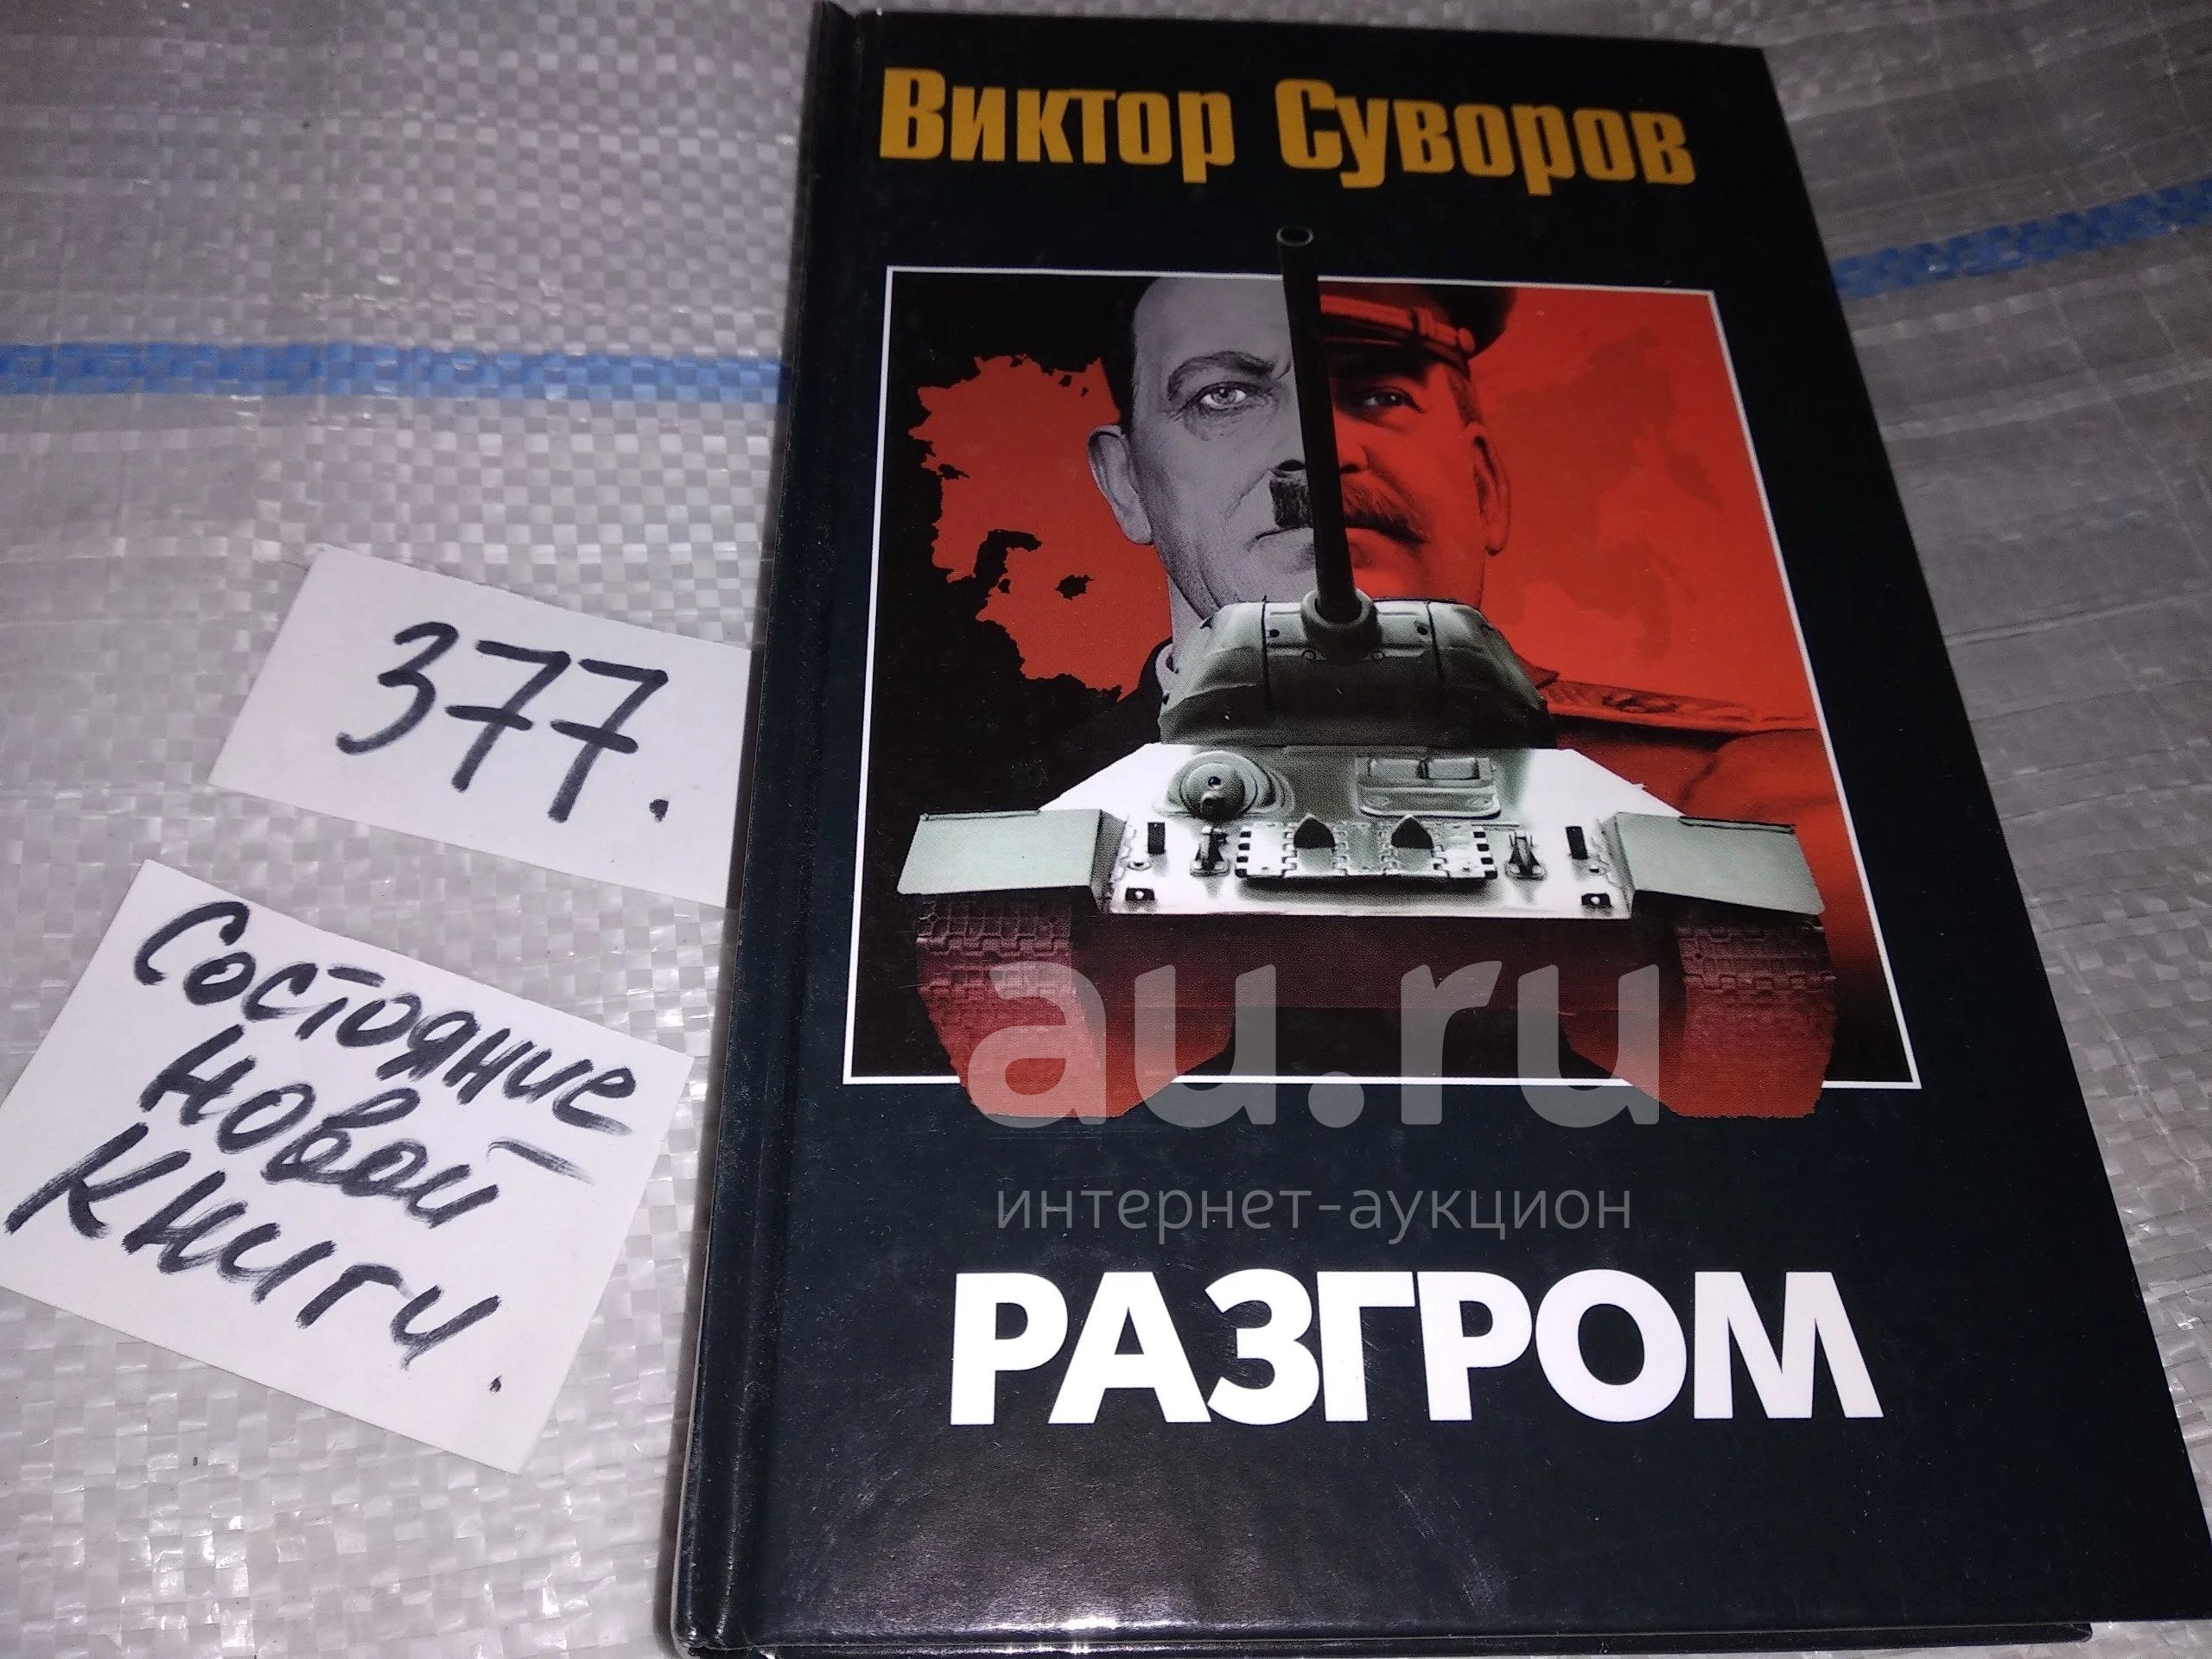 Виктор Суворов
377.
Состояние
новой
книги.
au.ru
интернет-аукцион
РАЗГРОМ